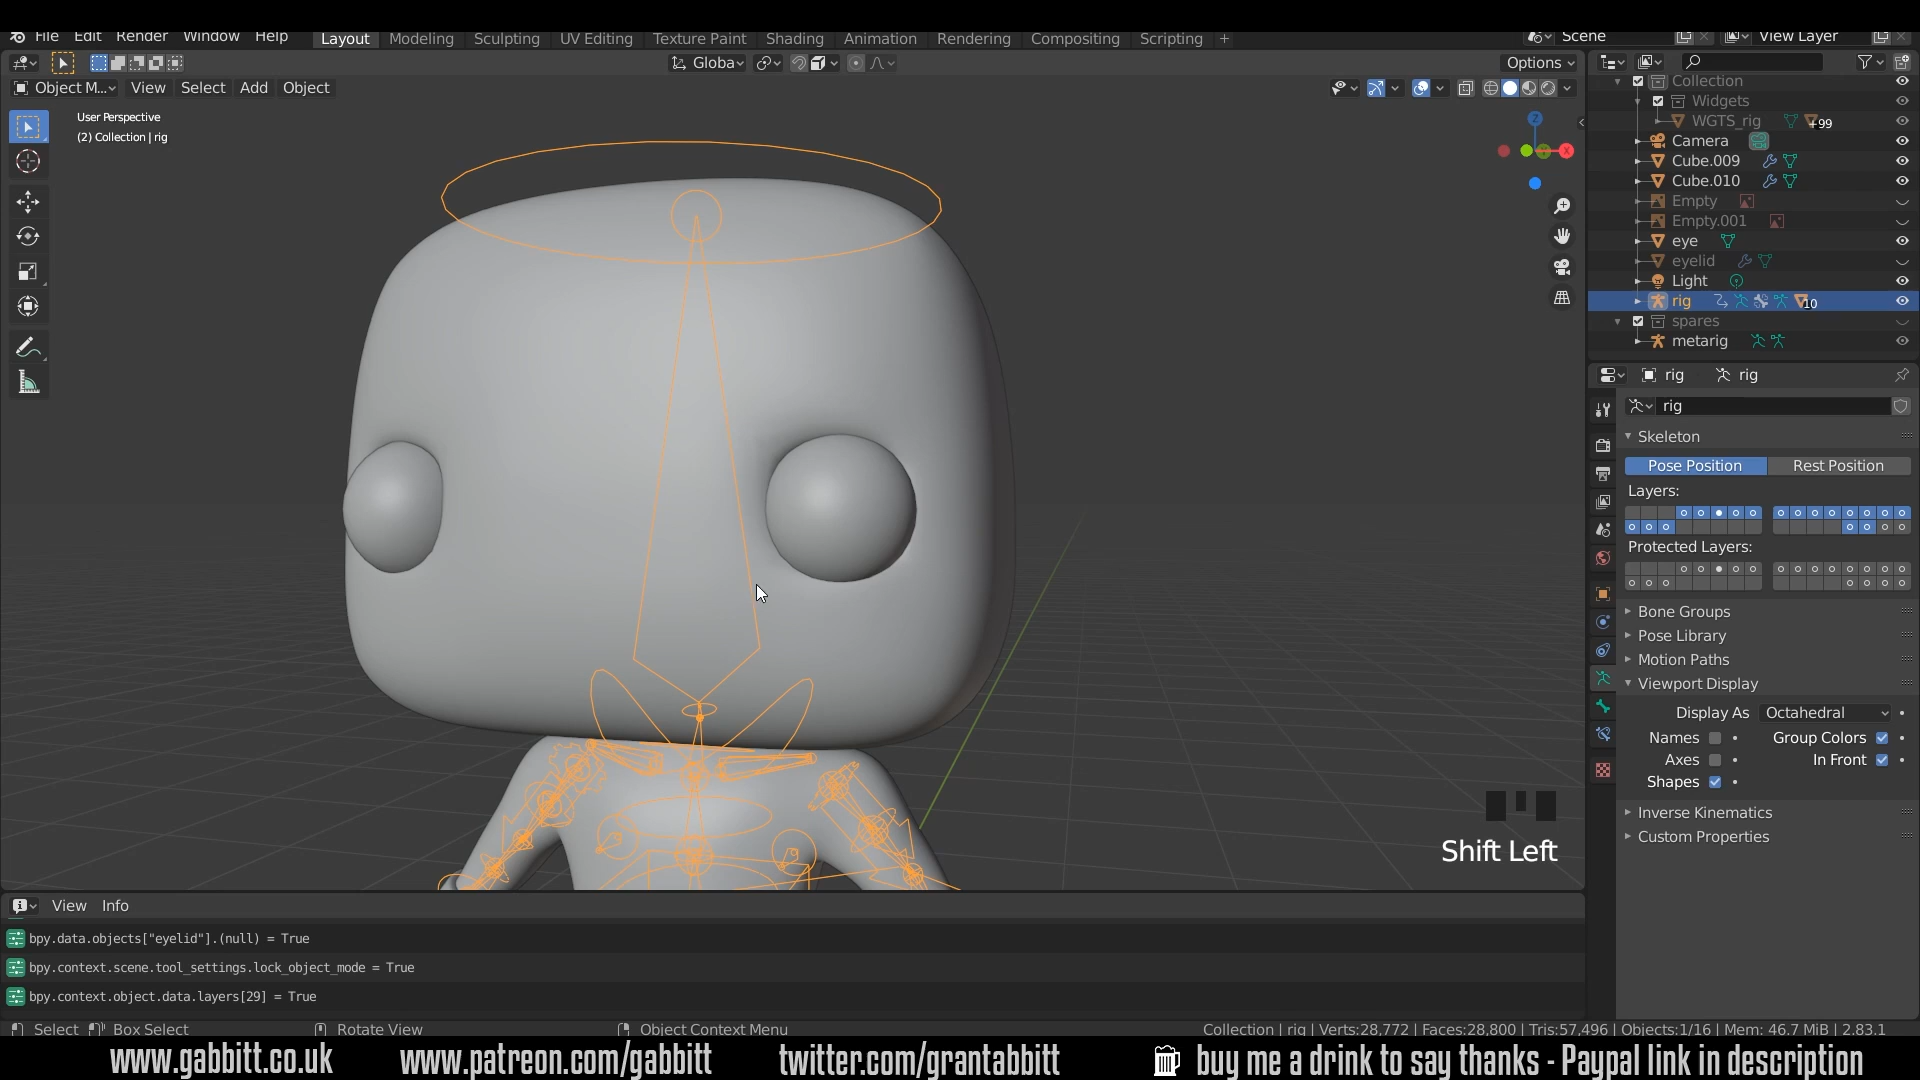 File Edit Render Window Help
Layout Modeling Sculpting UV Editing Texture Paint Shading Animation Rendering Compositing Scripting +
Scene View Layer
Globa Options
Object M... View Select Add Object
User Perspective
(2) Collection | rig
Z
X
Collection
Widgets
WGTS_rig +99
Camera
Cube.009
Cube.010
Empty
Empty.001
eye
eyelid
Light
rig 10
spares
metarig
rig rig
rig
Skeleton
Pose Position Rest Position
Layers:
Protected Layers:
Bone Groups
Pose Library
Motion Paths
Viewport Display
Display As Octahedral
Names Group Colors
Axes In Front
Shapes
Inverse Kinematics
Custom Properties
Shift Left
View Info
bpy.data.objects["eyelid"].(null) = True
bpy.context.scene.tool_settings.lock_object_mode = True
bpy.context.object.data.layers[29] = True
Select Box Select Rotate View Object Context Menu
Collection | rig | Verts:28,772 | Faces:28,800 | Tris:57,496 | Objects:1/16 | Mem: 46.7 MiB | 2.83.1
www.gabbitt.co.uk www.patreon.com/gabbitt twitter.com/grantabbitt buy me a drink to say thanks - Paypal link in description